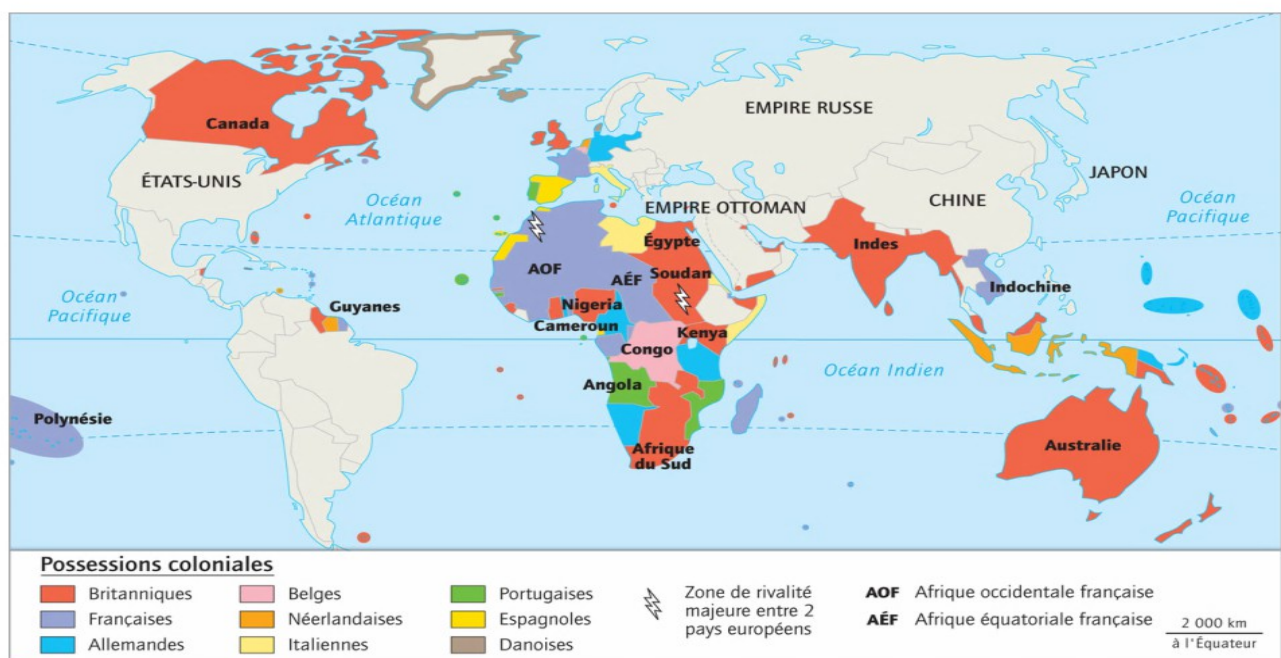 Canada
ÉTATS-UNIS
Océan
Atlantique
Océan
Pacifique
Guyanes
Polynésie
EMPIRE RUSSE
EMPIRE OTTOMAN
CHINE
JAPON
Océan
Pacifique
Égypte
Indes
AOF
AÉF
Soudan
Indochine
Nigeria
Cameroun
Kenya
Congo
Océan Indien
Angola
Afrique
du Sud
Australie
Possessions coloniales
Britanniques
Françaises
Allemandes
Belges
Néerlandaises
Italiennes
Portugaises
Espagnoles
Danoises
Zone de rivalité
majeure entre 2
pays européens
AOF Afrique occidentale française
AÉF Afrique équatoriale française
2 000 km
à l'Équateur